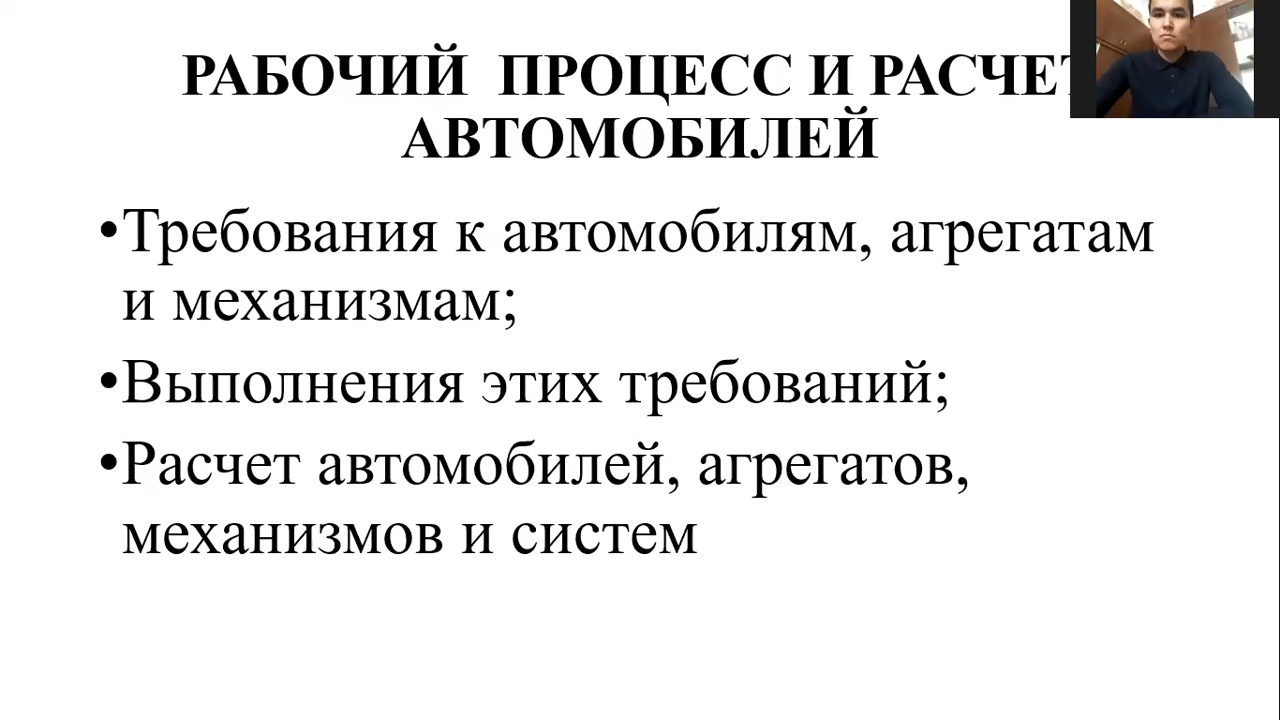 РАБОЧИЙ ПРОЦЕСС И РАСЧЕТ
АВТОМОБИЛЕЙ
•Требования к автомобилям, агрегатам
и механизмам;
•Выполнения этих требований;
•Расчет автомобилей, агрегатов,
механизмов и систем